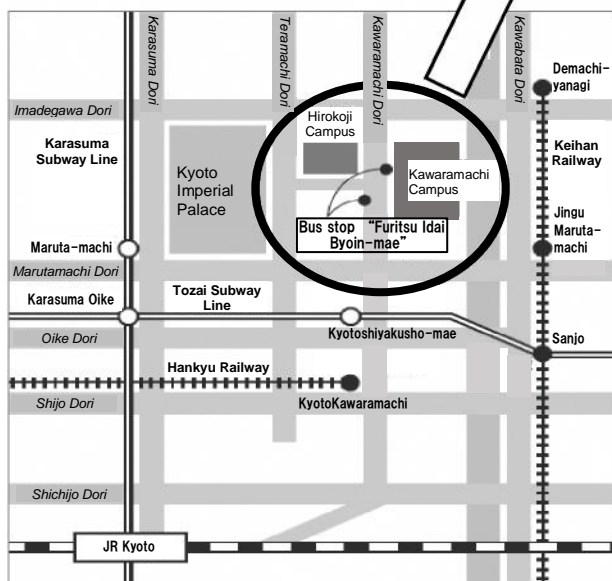 Karasuma Dori
Teramachi Dori
Kawaramachi Dori
Kawabata Dori
Demachi-
yanagi
Imadegawa Dori
Hirokoji
Campus
Karasuma
Subway Line
Keihan
Railway
Kyoto
Imperial
Palace
Kawaramachi
Campus
Bus stop "Furitsu Idai
Byoin-mae"
Jingu
Maruta-
machi
Maruta-machi
Marutamachi Dori
Karasuma Oike
Tozai Subway
Line
Oike Dori
Kyotoshiyakusho-mae
Sanjo
Hankyu Railway
Shijo Dori
KyotoKawaramachi
Shichijo Dori
JR Kyoto